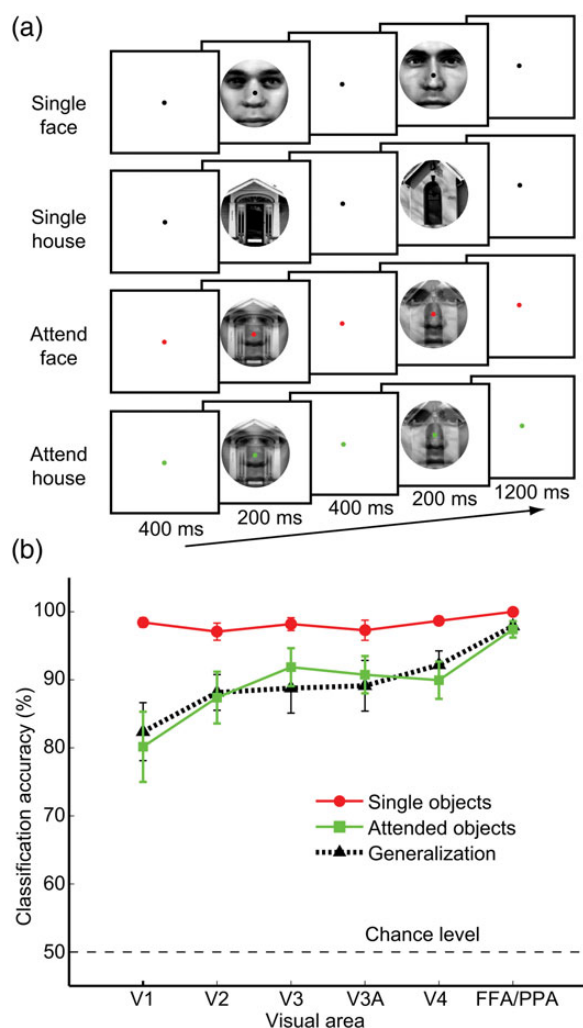 (a)
Single
face
Single
house
Attend
face
Attend
house
400 ms
200 ms
400 ms
200 ms
1200 ms
(b)
Classification accuracy (%)
100
90
80
70
60
50
Single objects
Attended objects
Generalization
Chance level
V1
V2
V3
V3A
V4
FFA/PPA
Visual area